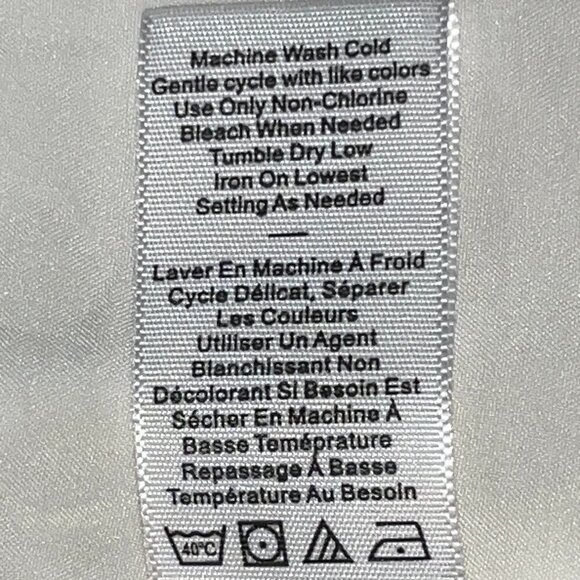 Machine Wash Cold
Gentle cycle with like colors
Use Only Non-Chlorine
Bleach When Needed
Tumble Dry Low
Iron On Lowest
Setting As Needed
—
Laver En Machine À Froid
Cycle Délicat, Séparer
Les Couleurs
Utiliser Un Agent
Blanchissant Non
Décolorant Si Besoin Est
Sécher En Machine À
Basse Teméprature
Repassage À Basse
Température Au Besoin
40°C